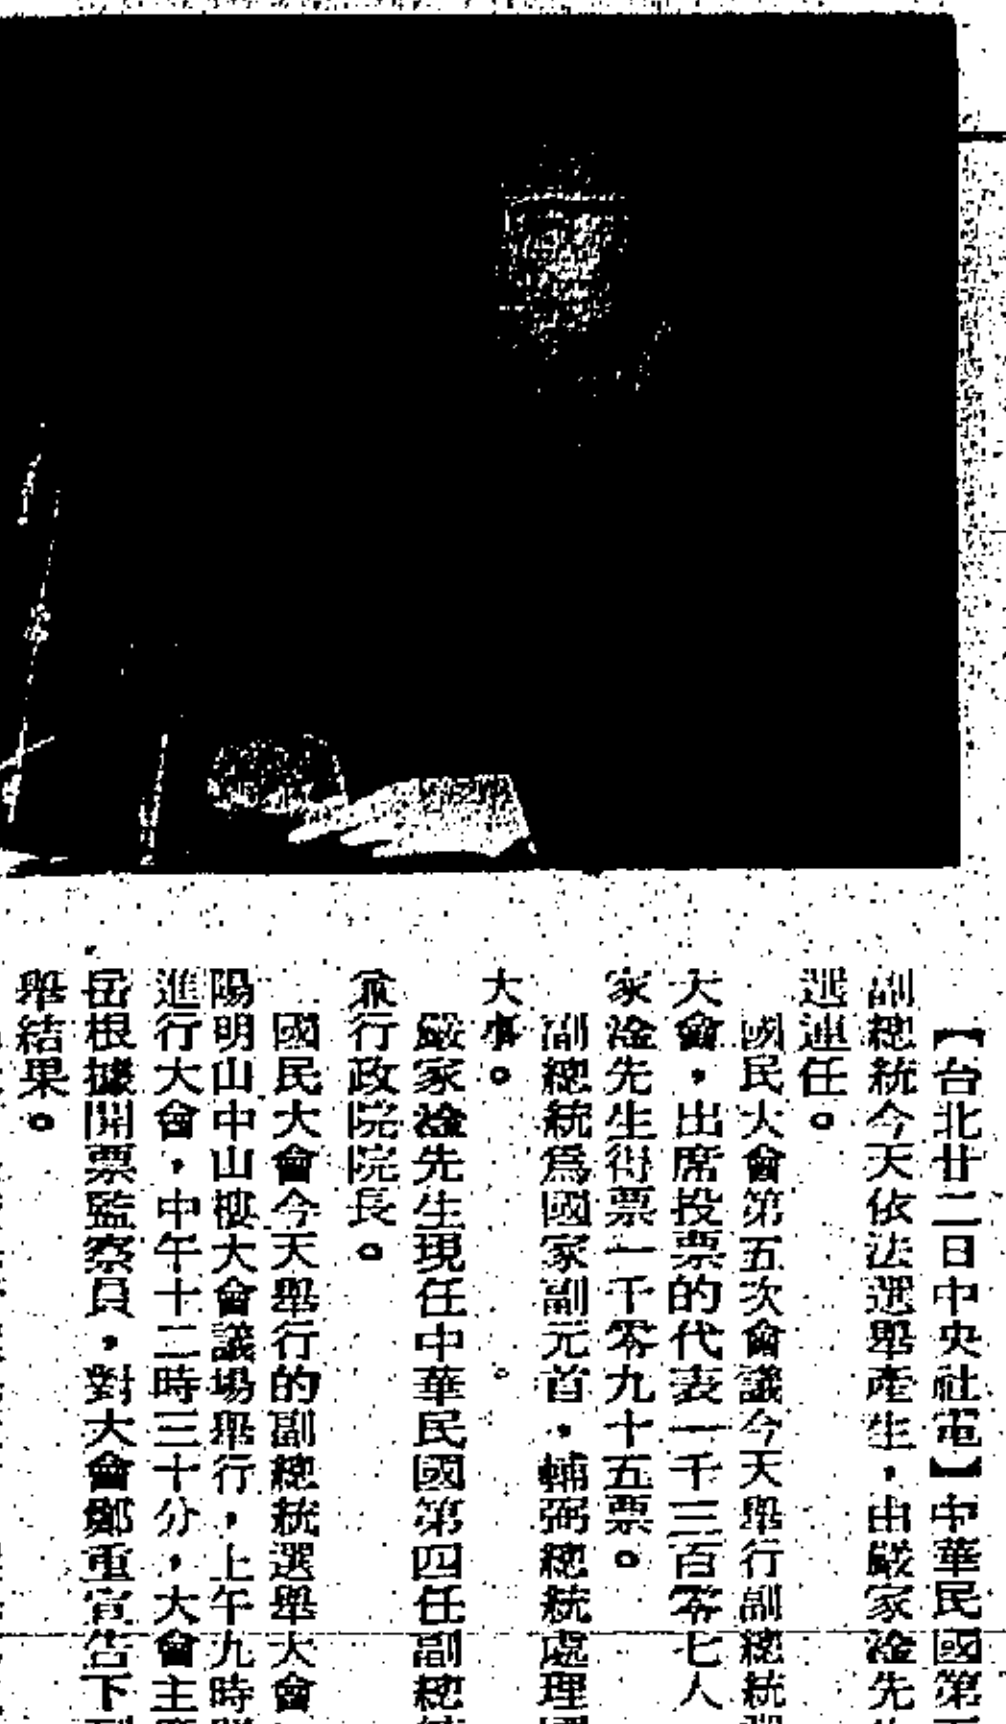 【台北廿二日中央社電】中華民國第
副總統今天依法選舉產生，由嚴家淦先
選連任。
國民大會第五次會議今天舉行副總統
大會，出席投票的代表一千三百零七人
家淦先生得票一千零九十五票。
副總統爲國家副元首，輔弼總統處理
大事。
嚴家淦先生現任中華民國第四任副總
兼行政院院長。
國民大會今天舉行的副總統選舉大會
陽明山中山樓大會議場舉行，上午九時
進行大會，中午十二時三十分，大會主
岳根據開票監察員，對大會鄭重宣告下
舉結果。